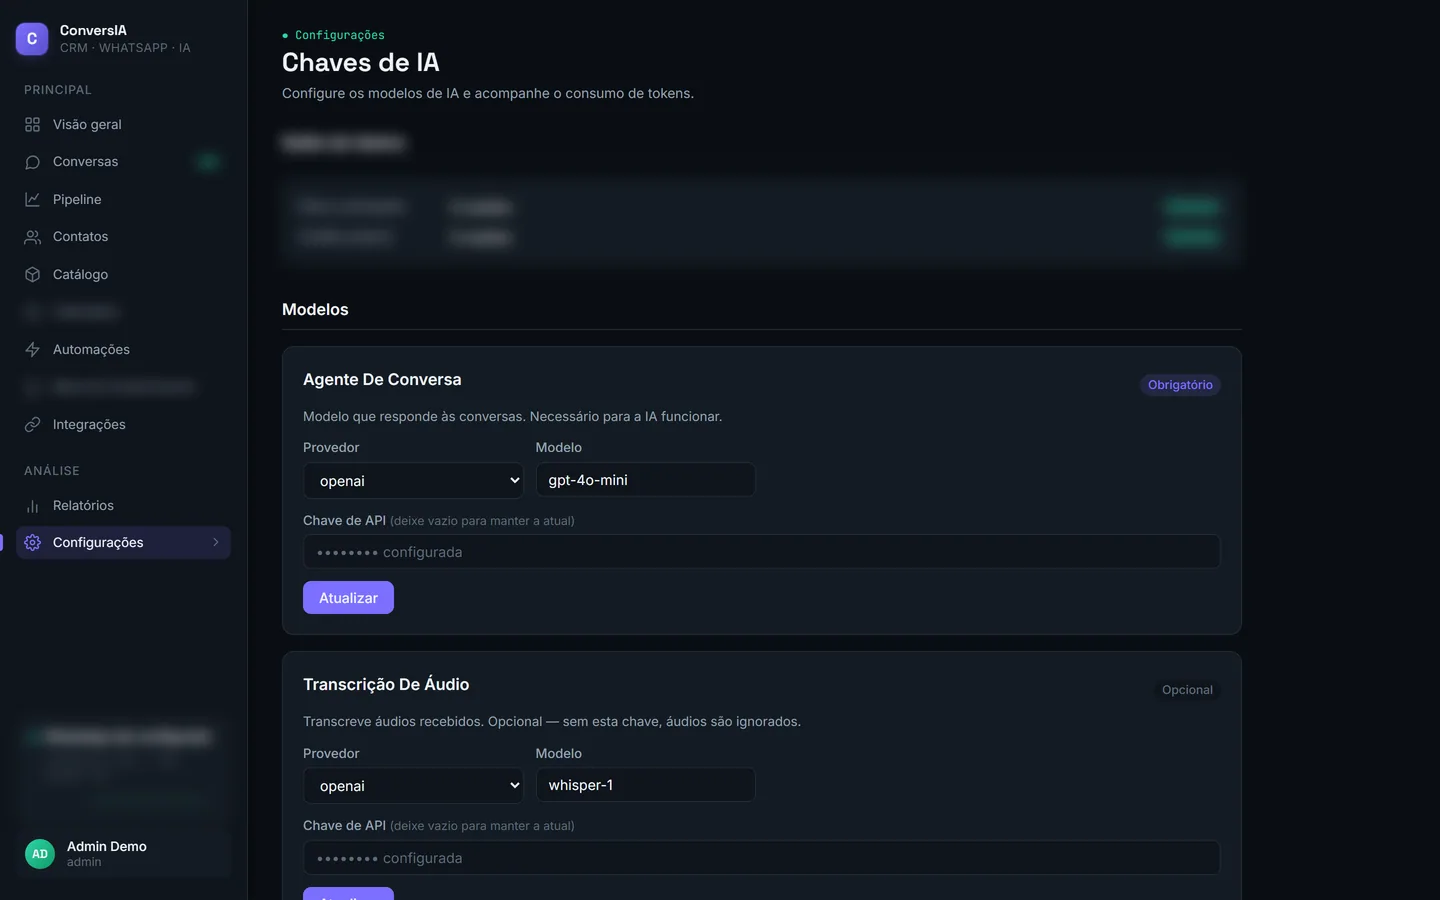 C
ConversIA
CRM · WHATSAPP · IA
PRINCIPAL
Visão geral
Conversas
Pipeline
Contatos
Catálogo
Automações
Integrações
ANÁLISE
Relatórios
Configurações
AD
Admin Demo
admin
● Configurações
Chaves de IA
Configure os modelos de IA e acompanhe o consumo de tokens.
Modelos
Agente De Conversa
Obrigatório
Modelo que responde às conversas. Necessário para a IA funcionar.
Provedor Modelo
openai gpt-4o-mini
Chave de API (deixe vazio para manter a atual)
•••••••• configurada
Atualizar
Transcrição De Áudio
Opcional
Transcreve áudios recebidos. Opcional — sem esta chave, áudios são ignorados.
Provedor Modelo
openai whisper-1
Chave de API (deixe vazio para manter a atual)
•••••••• configurada